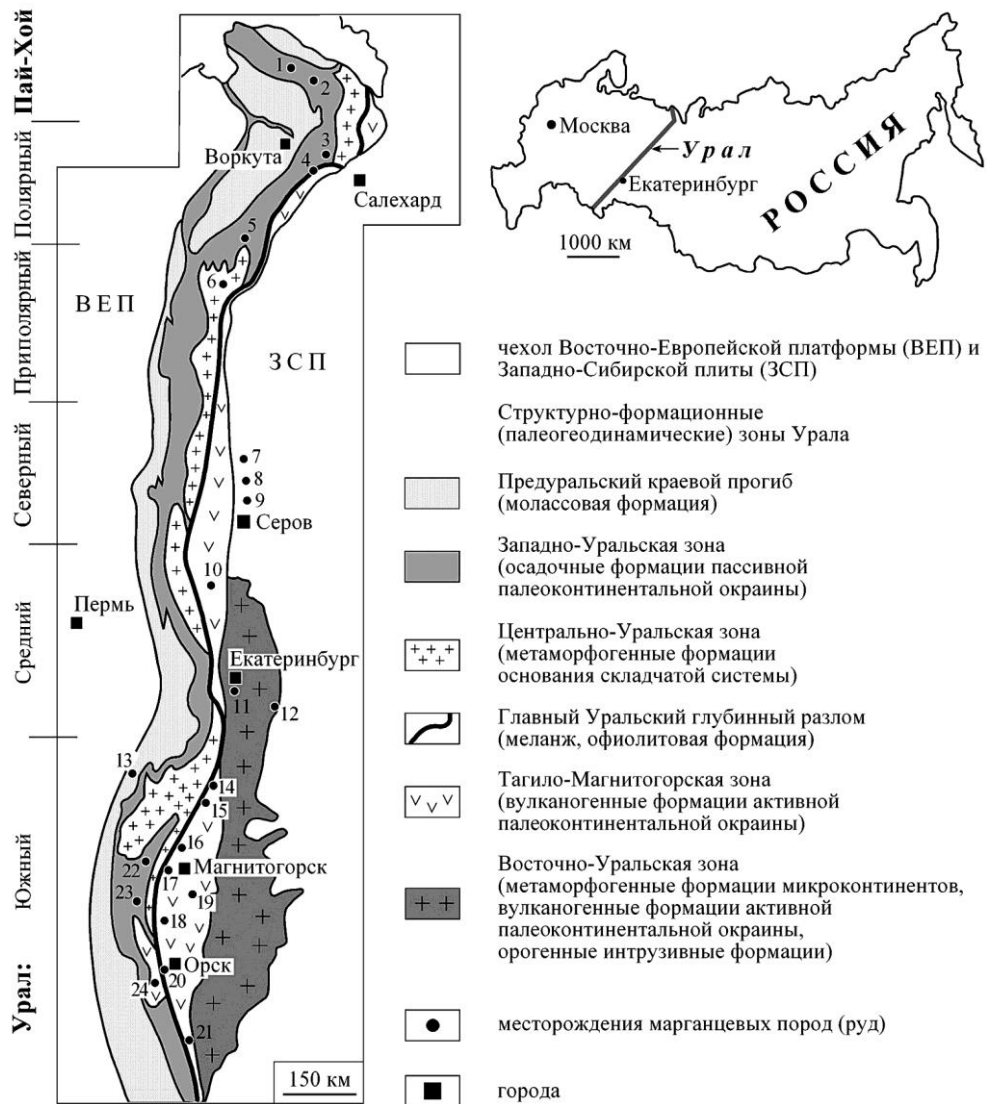 Пай-Хой
Полярный
Приполярный
Северный
Средний
Южный
Урал:
1
2
3
Воркута
4
Салехард
5
6
ВЕП
ЗСП
7
8
9
Серов
10
Пермь
Екатеринбург
11
12
13
14
15
16
22
Магнитогорск
17
23
19
18
Орск
20
24
21
150 км
Москва
Урал
Екатеринбург
РОССИЯ
1000 км
чехол Восточно-Европейской платформы (ВЕП) и
Западно-Сибирской плиты (ЗСП)
Структурно-формационные
(палеогеодинамические) зоны Урала
Предуральский краевой прогиб
(молассовая формация)
Западно-Уральская зона
(осадочные формации пассивной
палеоконтинентальной окраины)
Центрально-Уральская зона
(метаморфогенные формации
основания складчатой системы)
Главный Уральский глубинный разлом
(меланж, офиолитовая формация)
Тагило-Магнитогорская зона
(вулканогенные формации активной
палеоконтинентальной окраины)
Восточно-Уральская зона
(метаморфогенные формации микроконтинентов,
вулканогенные формации активной
палеоконтинентальной окраины,
орогенные интрузивные формации)
месторождения марганцевых пород (руд)
города